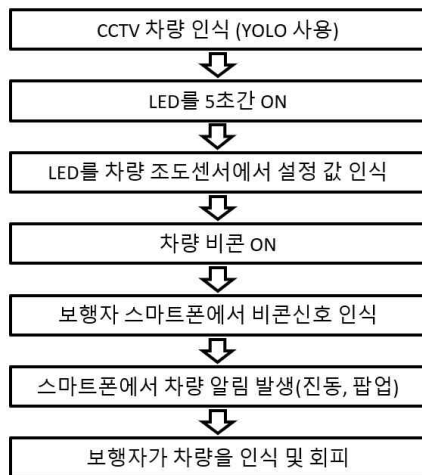 CCTV 차량 인식 (YOLO 사용)
LED를 5초간 ON
LED를 차량 조도센서에서 설정 값 인식
차량 비콘 ON
보행자 스마트폰에서 비콘신호 인식
스마트폰에서 차량 알림 발생(진동, 팝업)
보행자가 차량을 인식 및 회피